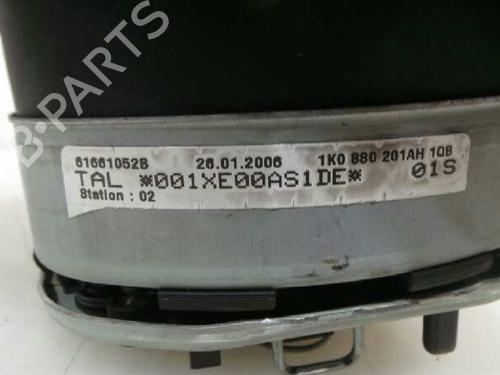 B-PARTS
61661052B 26.01.2006 1K0 880 201AH 1QB
TAL *001XE00AS1DE* 01S
Station : 02